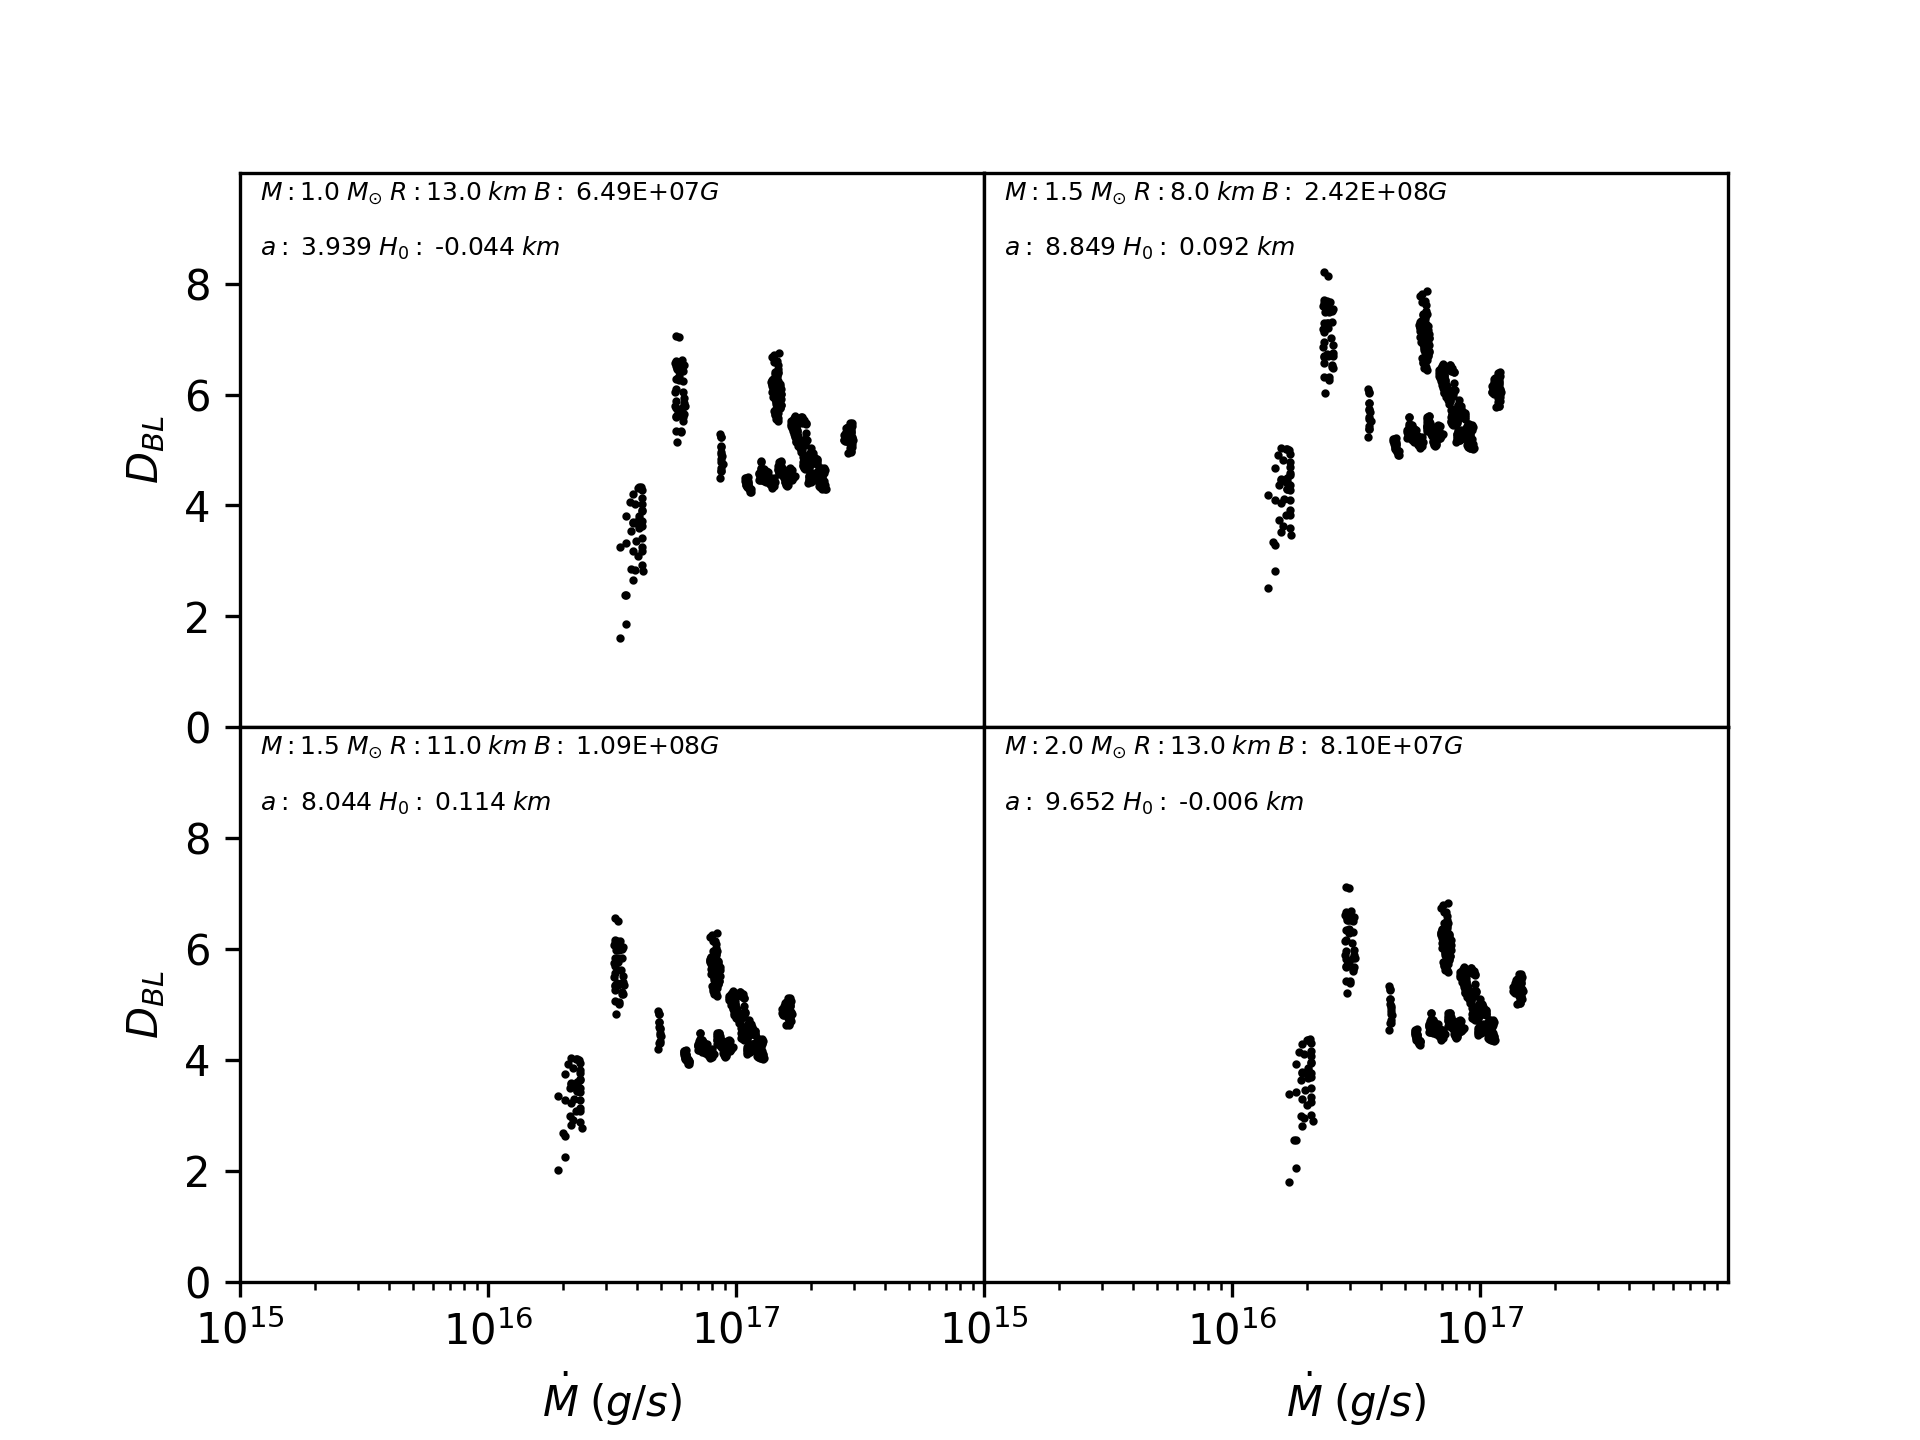 M : 1.0 M⊙ R : 13.0 km B : 6.49E+07G
a : 3.939 H₀ : -0.044 km
M : 1.5 M⊙ R : 8.0 km B : 2.42E+08G
a : 8.849 H₀ : 0.092 km
8
6
4
2
0
D_BL
M : 1.5 M⊙ R : 11.0 km B : 1.09E+08G
a : 8.044 H₀ : 0.114 km
M : 2.0 M⊙ R : 13.0 km B : 8.10E+07G
a : 9.652 H₀ : -0.006 km
8
6
4
2
0
D_BL
10¹⁵ 10¹⁶ 10¹⁷ 10¹⁵ 10¹⁶ 10¹⁷
Ṁ (g/s) Ṁ (g/s)